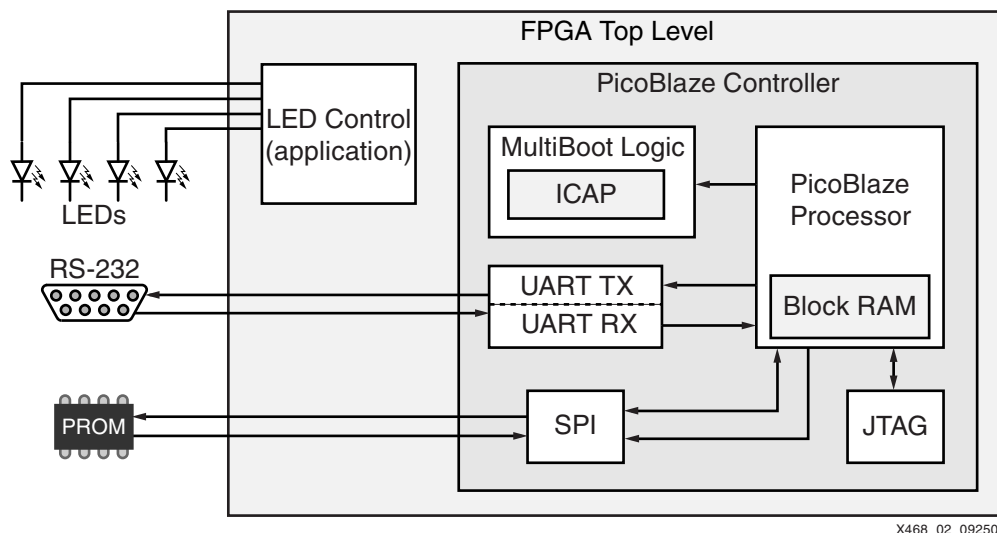 FPGA Top Level
PicoBlaze Controller
LED Control
(application)
MultiBoot Logic
ICAP
PicoBlaze
Processor
LEDs
RS-232
UART TX
UART RX
Block RAM
PROM
SPI
JTAG
X468_02_09250